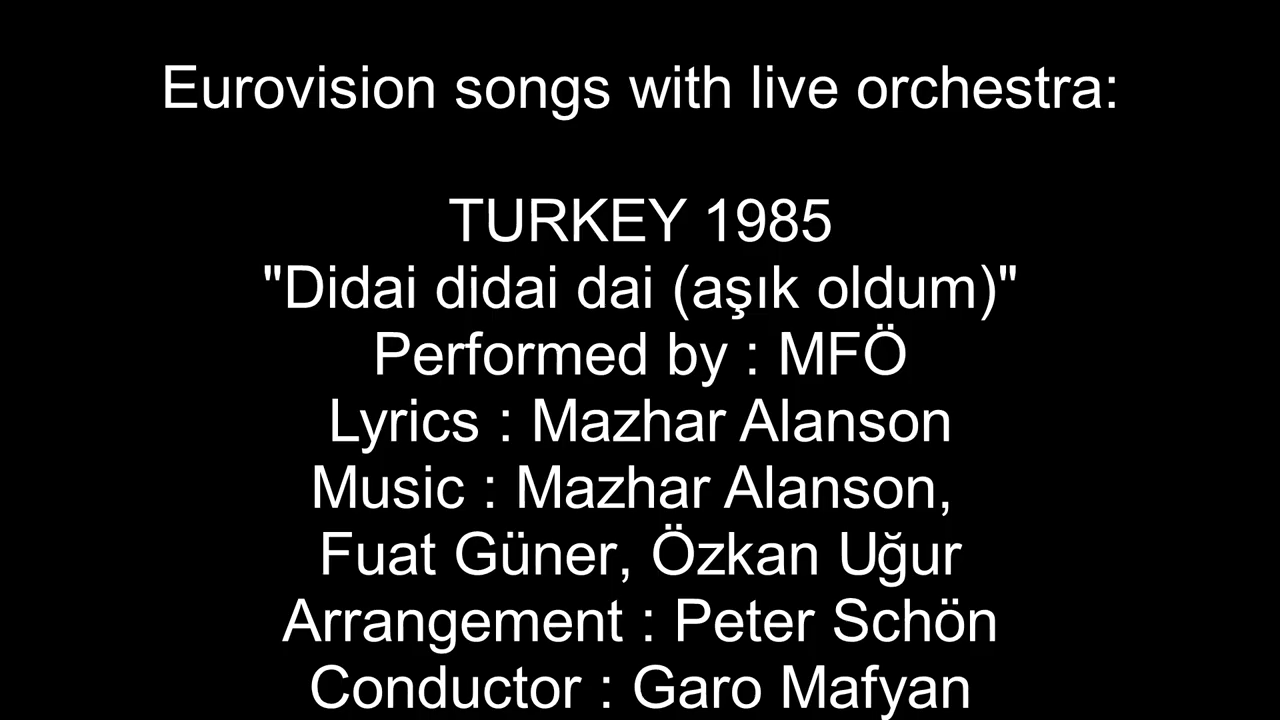 Eurovision songs with live orchestra:
TURKEY 1985
"Didai didai dai (aşık oldum)"
Performed by : MFÖ
Lyrics : Mazhar Alanson
Music : Mazhar Alanson,
Fuat Güner, Özkan Uğur
Arrangement : Peter Schön
Conductor : Garo Mafyan